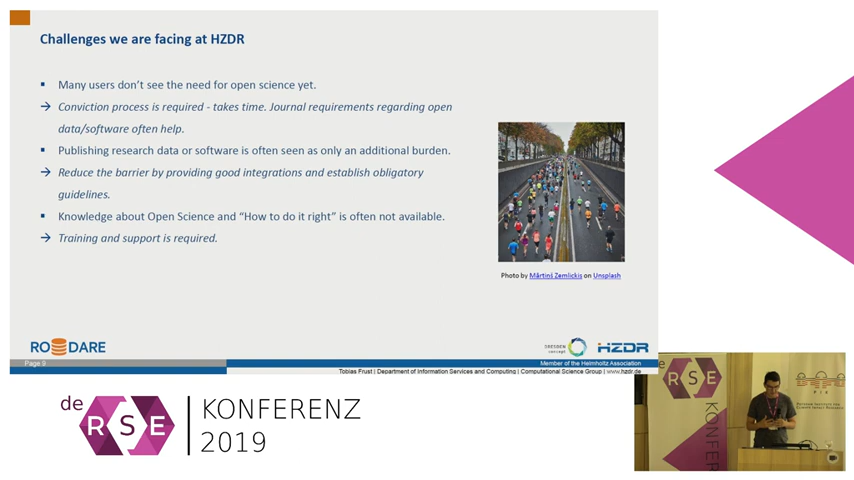 Challenges we are facing at HZDR
▪ Many users don’t see the need for open science yet.
→ Conviction process is required - takes time. Journal requirements regarding open
data/software often help.
▪ Publishing research data or software is often seen as only an additional burden.
→ Reduce the barrier by providing good integrations and establish obligatory
guidelines.
▪ Knowledge about Open Science and “How to do it right” is often not available.
→ Training and support is required.
Photo by Mārtiņš Zemlickis on Unsplash
RODARE
DRESDEN
concept
HZDR
Page 9
Member of the Helmholtz Association
Tobias Frust | Department of Information Services and Computing | Computational Science Group | www.hzdr.de
de
RSE
KONFERENZ
2019
e
RSE
KONFER